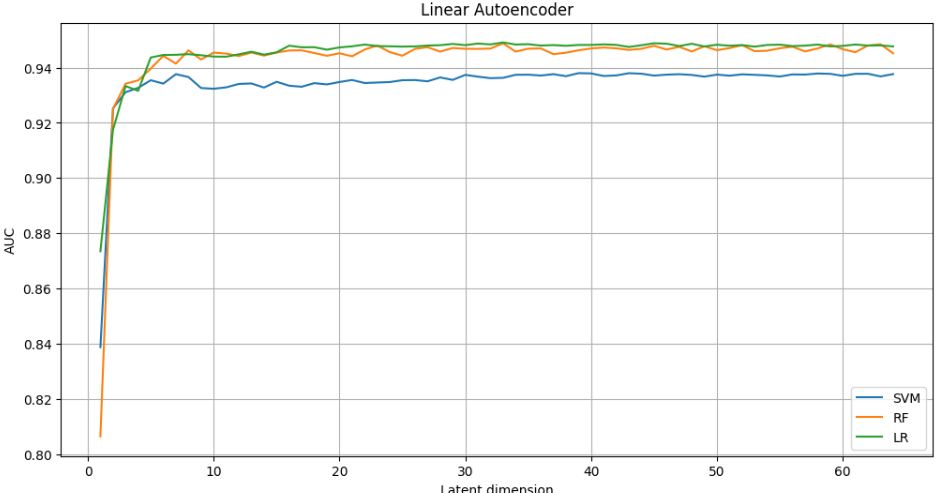 Linear Autoencoder
AUC
0.94
0.92
0.90
0.88
0.86
0.84
0.82
0.80
0 10 20 30 40 50 60
Latent dimension
SVM
RF
LR